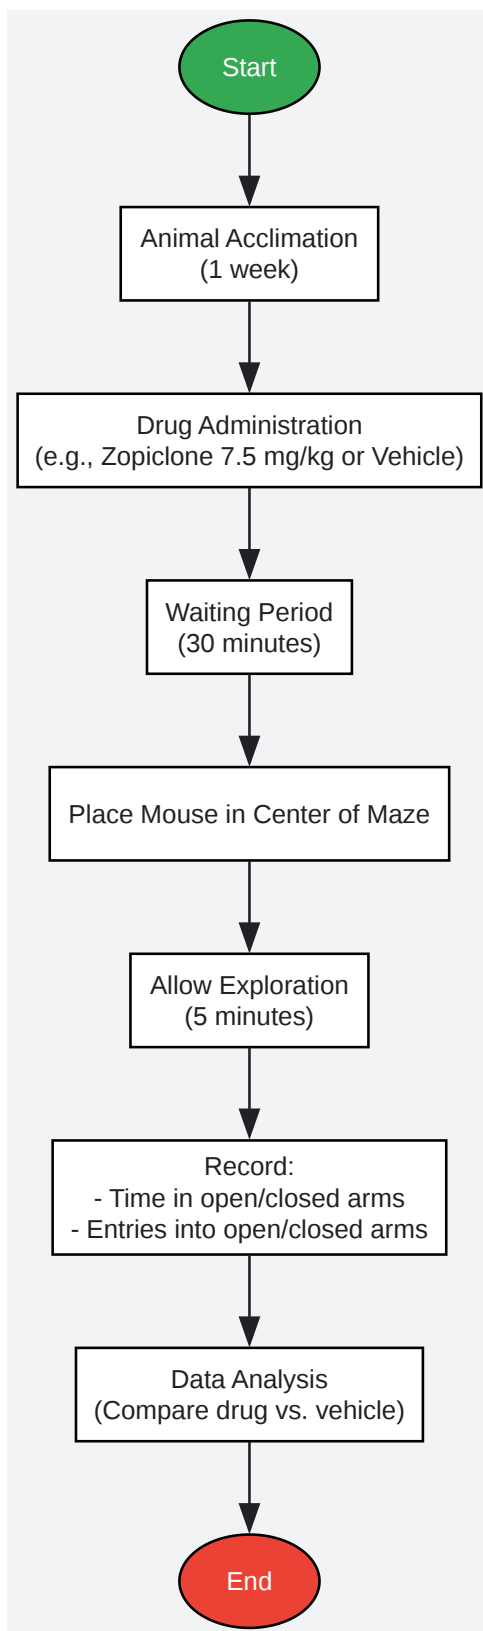 Start
Animal Acclimation
(1 week)
Drug Administration
(e.g., Zopiclone 7.5 mg/kg or Vehicle)
Waiting Period
(30 minutes)
Place Mouse in Center of Maze
Allow Exploration
(5 minutes)
Record:
- Time in open/closed arms
- Entries into open/closed arms
Data Analysis
(Compare drug vs. vehicle)
End